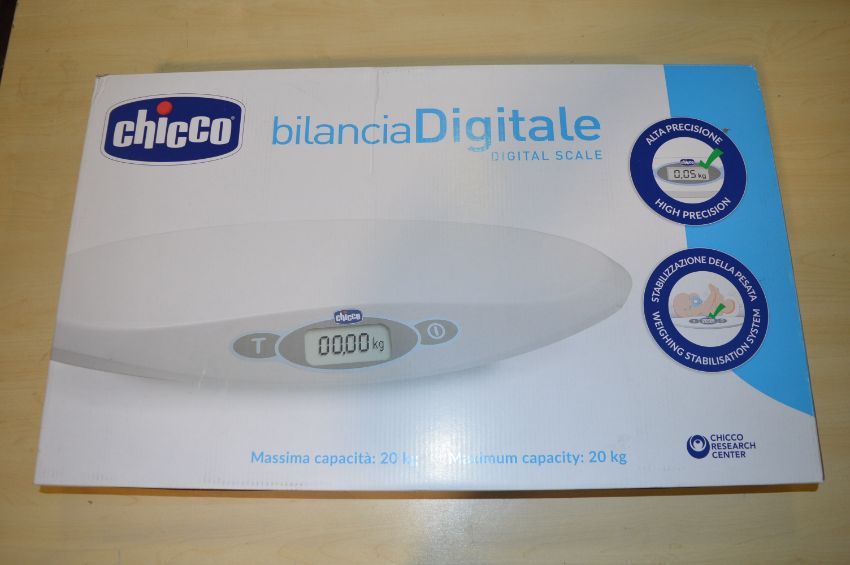 chicco
bilanciaDigitale
DIGITAL SCALE
ALTA PRECISIONE
chicco
0,05 kg
HIGH PRECISION
STABILIZZAZIONE DELLA PESATA
WEIGHING STABILISATION SYSTEM
chicco
T
00,00 kg
Massima capacità: 20 kg
Maximum capacity: 20 kg
CHICCO
RESEARCH
CENTER